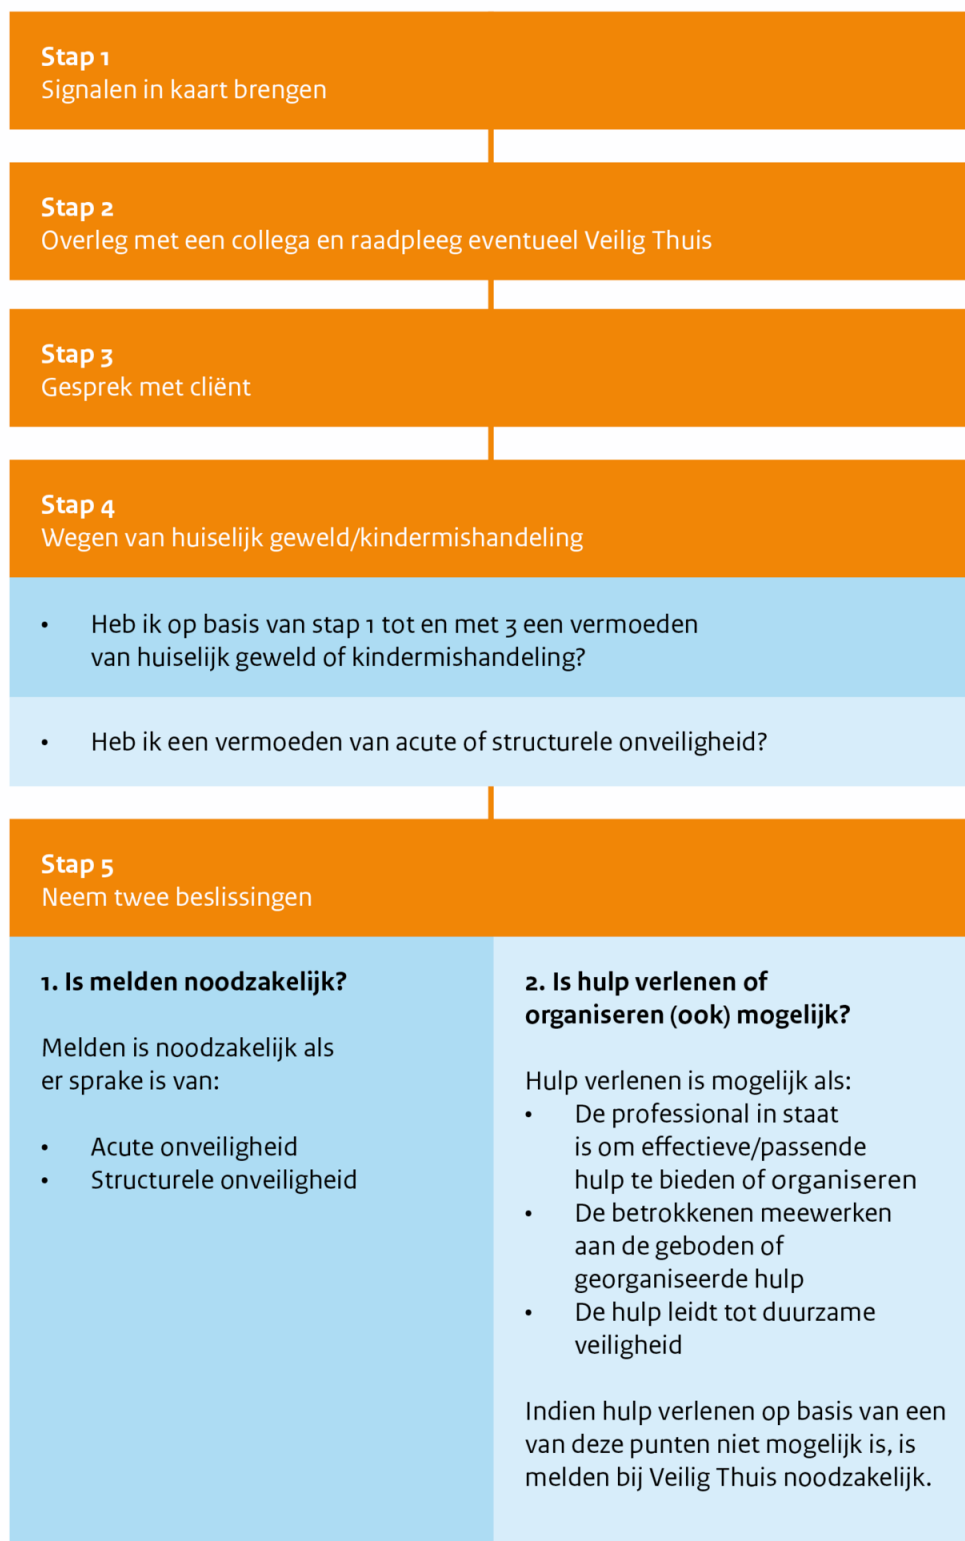 Stap 1
Signalen in kaart brengen
Stap 2
Overleg met een collega en raadpleeg eventueel Veilig Thuis
Stap 3
Gesprek met cliënt
Stap 4
Wegen van huiselijk geweld/kindermishandeling
• Heb ik op basis van stap 1 tot en met 3 een vermoeden
van huiselijk geweld of kindermishandeling?
• Heb ik een vermoeden van acute of structurele onveiligheid?
Stap 5
Neem twee beslissingen
1. Is melden noodzakelijk?
Melden is noodzakelijk als
er sprake is van:
• Acute onveiligheid
• Structurele onveiligheid
2. Is hulp verlenen of
organiseren (ook) mogelijk?
Hulp verlenen is mogelijk als:
• De professional in staat
is om effectieve/passende
hulp te bieden of organiseren
• De betrokkenen meewerken
aan de geboden of
georganiseerde hulp
• De hulp leidt tot duurzame
veiligheid
Indien hulp verlenen op basis van een
van deze punten niet mogelijk is, is
melden bij Veilig Thuis noodzakelijk.